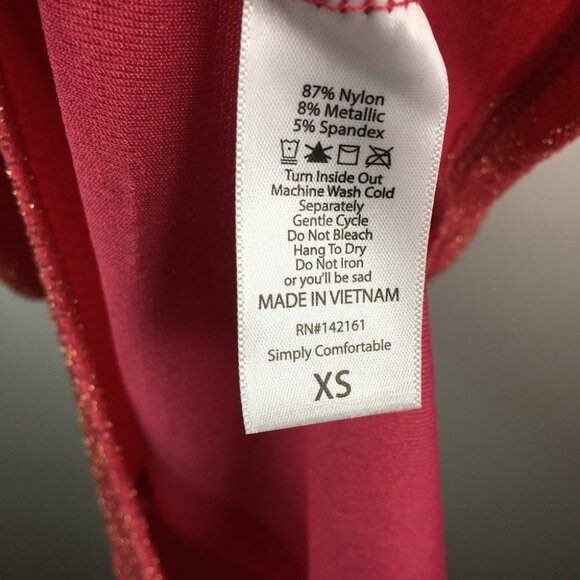 87% Nylon
8% Metallic
5% Spandex
Turn Inside Out
Machine Wash Cold
Separately
Gentle Cycle
Do Not Bleach
Hang To Dry
Do Not Iron
or you'll be sad
MADE IN VIETNAM
RN#142161
Simply Comfortable
XS